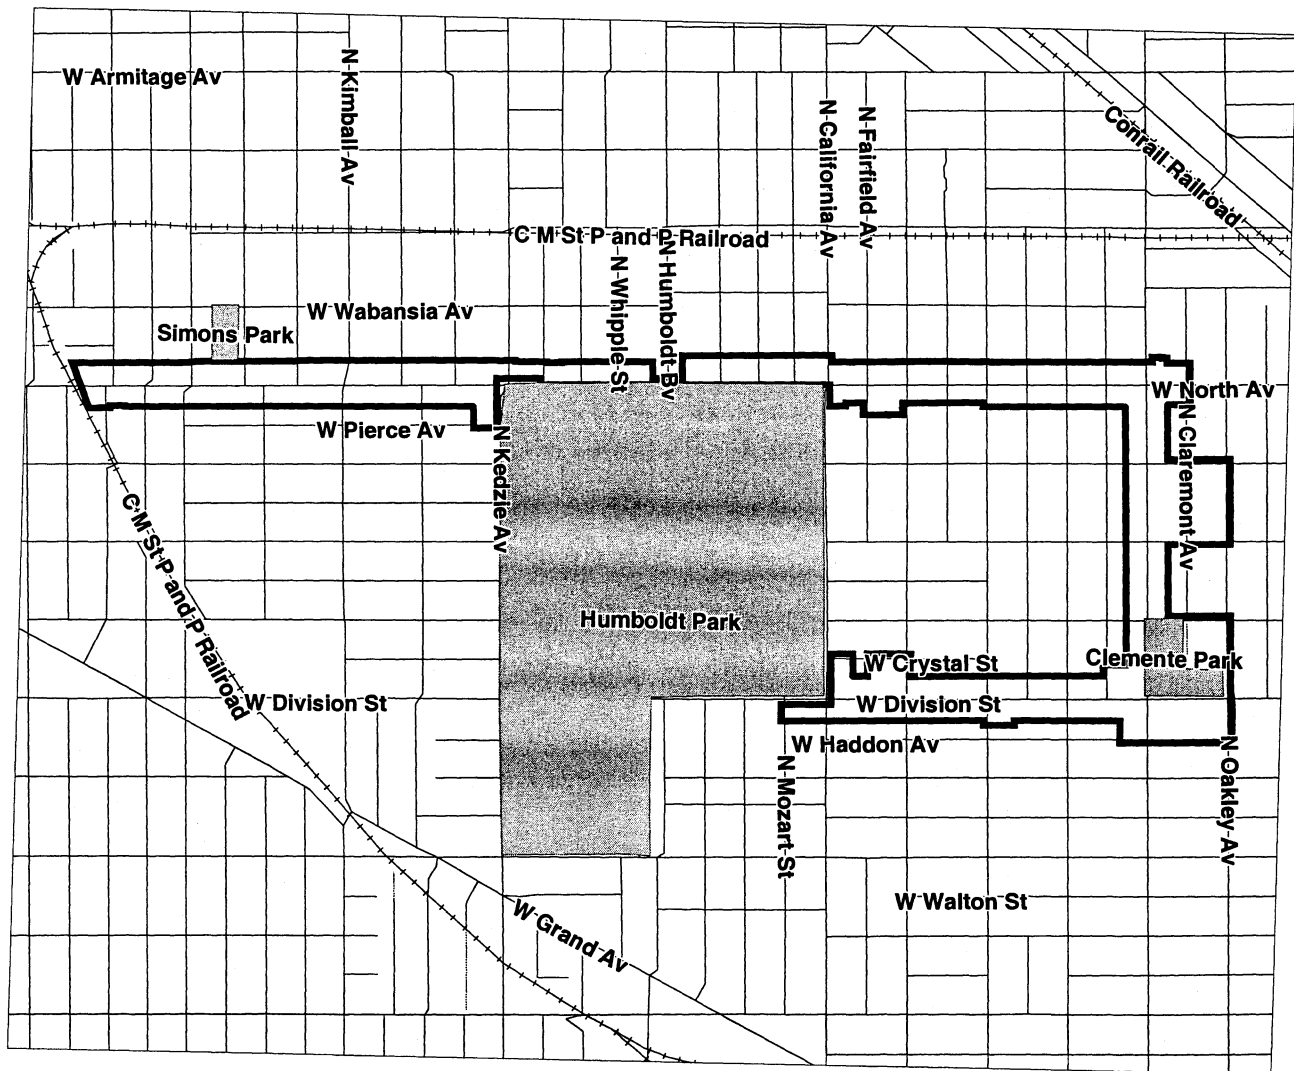 W Armitage Av
N Kimball Av
N California Av
N Fairfield Av
Conrail Railroad
C M St P and P Railroad
N Whipple St
N Humboldt Bv
W Wabansia Av
Simons Park
W North Av
W Pierce Av
N Kedzie Av
N Claremont Av
C M St P and P Railroad
Humboldt Park
W Crystal St
Clemente Park
W Division St
W Division St
W Haddon Av
N Mozart St
N Oakley Av
W Walton St
W Grand Av